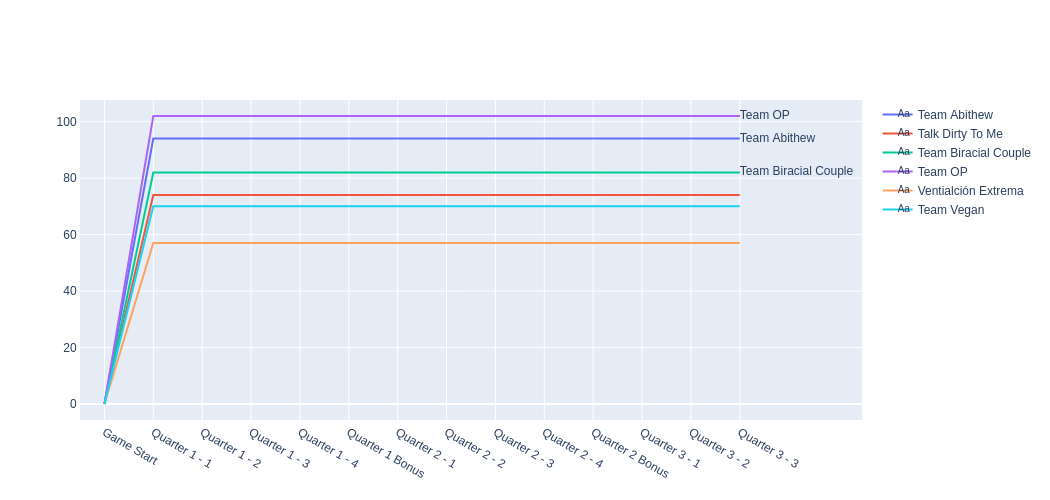 100
80
60
40
20
0
Team OP
Team Abithew
Team Biracial Couple
Game Start
Quarter 1 - 1
Quarter 1 - 2
Quarter 1 - 3
Quarter 1 - 4
Quarter 1 Bonus
Quarter 2 - 1
Quarter 2 - 2
Quarter 2 - 3
Quarter 2 - 4
Quarter 2 Bonus
Quarter 3 - 1
Quarter 3 - 2
Quarter 3 - 3
Aa Team Abithew
Aa Talk Dirty To Me
Aa Team Biracial Couple
Aa Team OP
Aa Ventialción Extrema
Aa Team Vegan